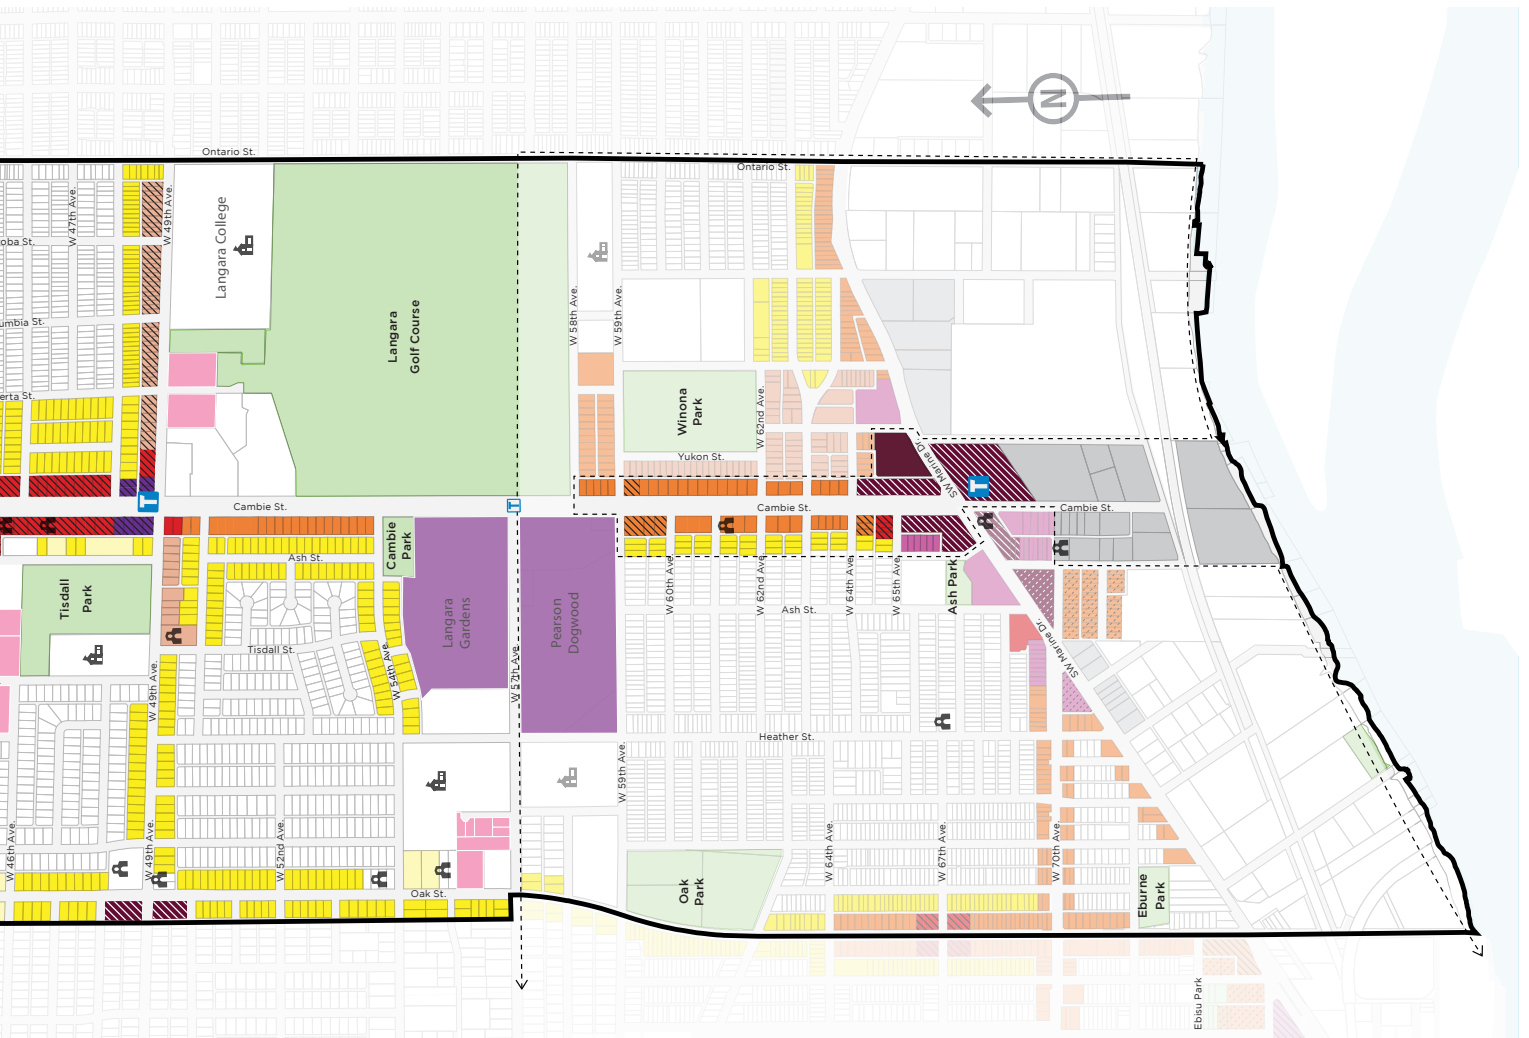 N
Ontario St.
Ontario St.
W 47th Ave.
W 49th Ave.
oba St.
Langara College
umbia St.
Langara
Golf Course
W 58th Ave.
W 59th Ave.
erta St.
Winona
Park
W 62nd Ave.
Yukon St.
SW Marine Dr.
T
T
T
Cambie St.
Cambie St.
Cambie St.
Cambie
Park
Ash St.
Tisdall
Park
Langara
Gardens
Pearson
Dogwood
W 60th Ave.
W 62nd Ave.
W 64th Ave.
W 65th Ave.
Ash Park
Ash St.
SW Marine Dr.
Tisdall St.
W 54th Ave.
W 57th Ave.
W 49th Ave.
Heather St.
W 59th Ave.
W 46th Ave.
W 49th Ave.
W 52nd Ave.
W 64th Ave.
W 67th Ave.
W 70th Ave.
Oak St.
Oak
Park
Eburne
Park
Ebisu Park